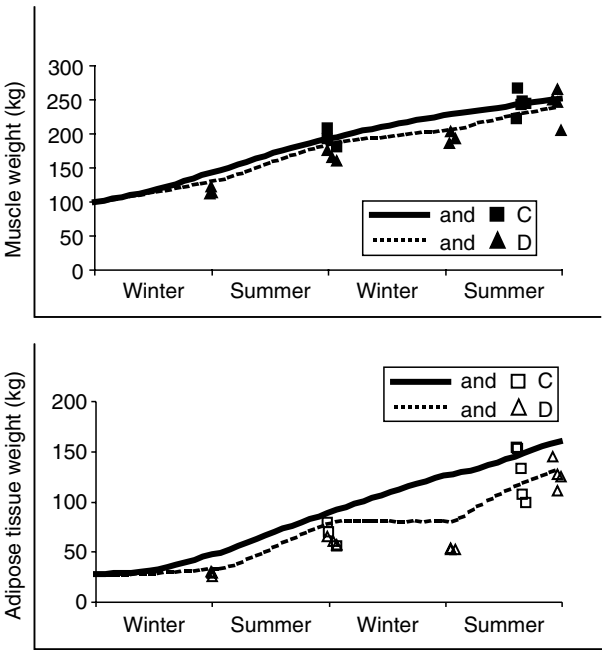 Muscle weight (kg)
300
250
200
150
100
50
0
and C
and D
Winter Summer Winter Summer
Adipose tissue weight (kg)
and C
and D
200
150
100
50
0
Winter Summer Winter Summer